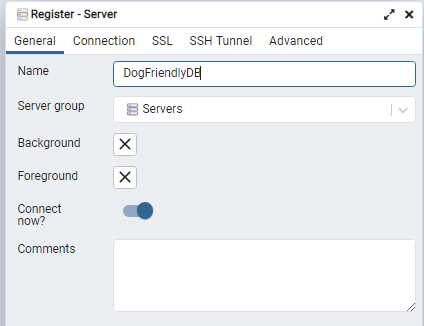 Register - Server
General Connection SSL SSH Tunnel Advanced
Name DogFriendlyDB
Server group Servers
Background
Foreground
Connect
now?
Comments